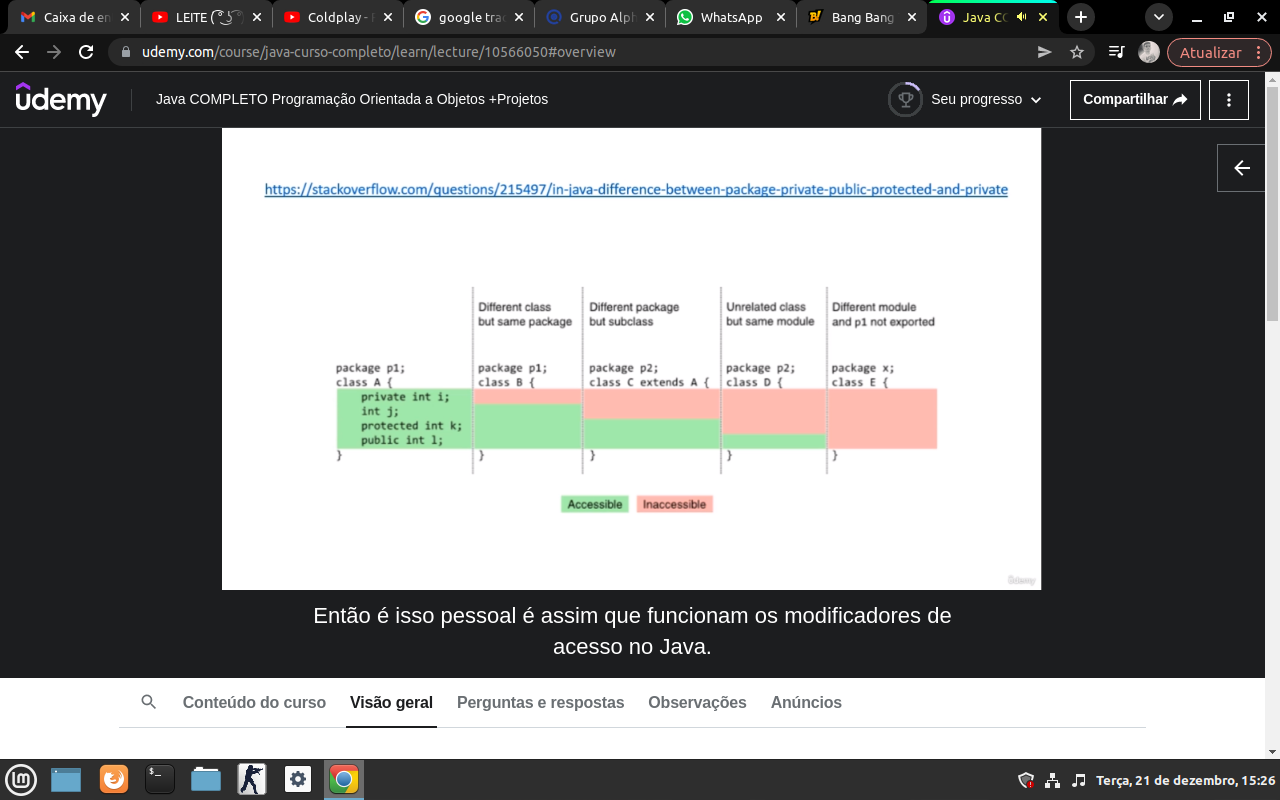 Caixa de en
LEITE ( ͡° ͜ʖ ͡°)
Coldplay - 
google trad
Grupo Alph
WhatsApp
Bang Bang
Java CO
udemy.com/course/java-curso-completo/learn/lecture/10566050#overview
Atualizar
ûdemy
Java COMPLETO Programação Orientada a Objetos +Projetos
Seu progresso
Compartilhar
https://stackoverflow.com/questions/215497/in-java-difference-between-package-private-public-protected-and-private
Different class Different package Unrelated class Different module
but same package but subclass but same module and p1 not exported
package p1; package p1; package p2; package p2; package x;
class A { class B { class C extends A { class D { class E {
private int i;
int j;
protected int k;
public int l;
} } } } }
Accessible Inaccessible
ûdemy
Então é isso pessoal é assim que funcionam os modificadores de
acesso no Java.
Conteúdo do curso Visão geral Perguntas e respostas Observações Anúncios
Terça, 21 de dezembro, 15:26